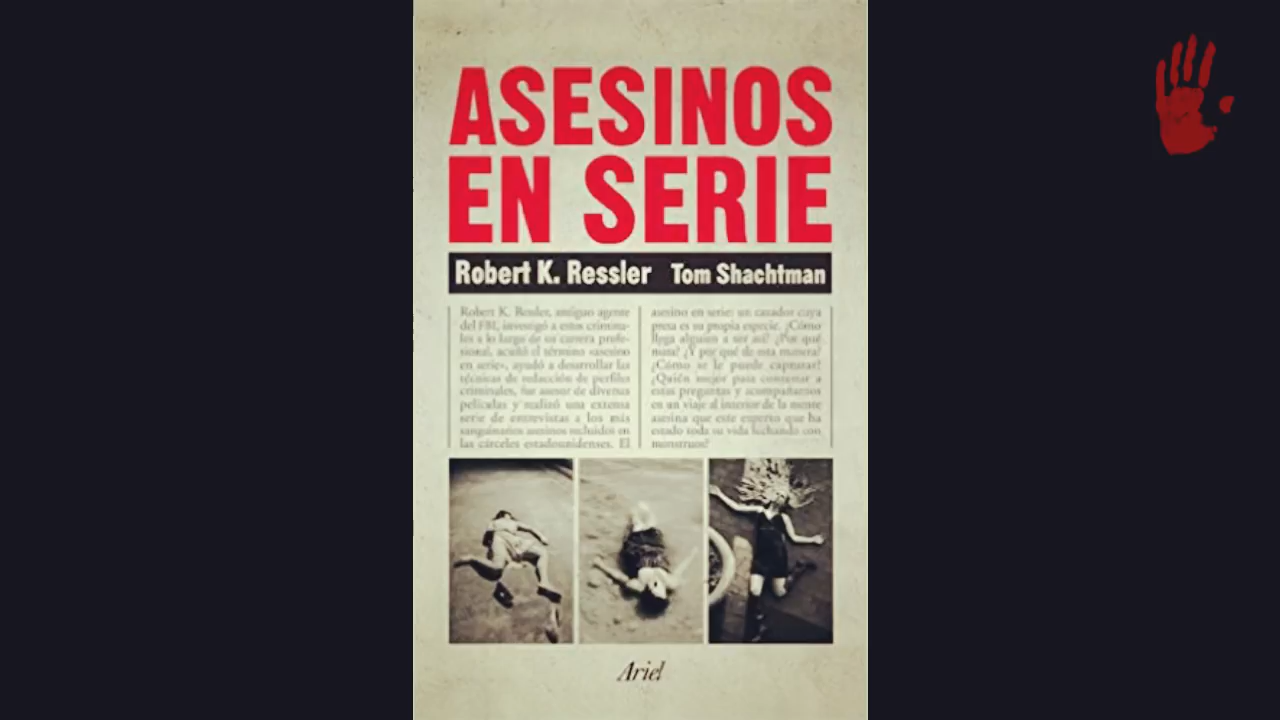 ASESINOS
EN SERIE
Robert K. Ressler Tom Shachtman
Robert K. Ressler, antiguo agente
del FBI, investigó a estos crimina-
les a lo largo de su carrera profe-
sional, acuñó el término «asesino
en serie», ayudó a desarrollar las
técnicas de redacción de perfiles
criminales, fue asesor de diversas
películas y realizó una extensa
serie de entrevistas a los más
sanguinarios asesinos recluidos en
las cárceles estadounidenses. El
asesino en serie: un cazador cuya
presa es su propia especie. ¿Cómo
llega alguien a ser así? ¿Por qué
mata? ¿Y por qué de esta manera?
¿Cómo se le puede capturar?
¿Quién mejor para contestar a
estas preguntas y acompañarnos
en un viaje al interior de la mente
asesina que este experto que ha
estado toda su vida luchando con
monstruos?
Ariel